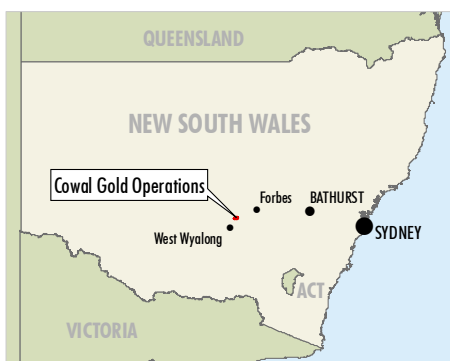 QUEENSLAND
NEW SOUTH WALES
Cowal Gold Operations
Forbes
BATHURST
West Wyalong
SYDNEY
ACT
VICTORIA